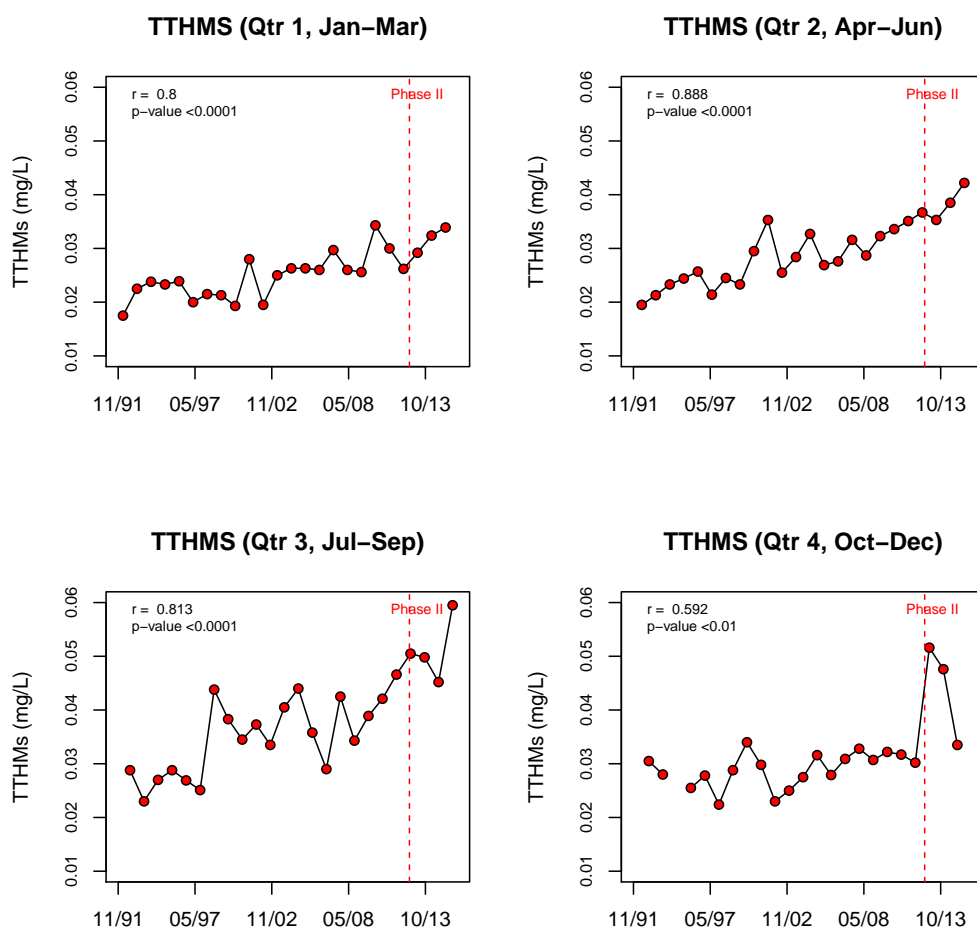 TTHMS (Qtr 1, Jan−Mar)
r =  0.8
p−value <0.0001
Phase II
TTHMs (mg/L)
0.06
0.05
0.04
0.03
0.02
0.01
11/91 05/97 11/02 05/08 10/13
TTHMS (Qtr 2, Apr−Jun)
r =  0.888
p−value <0.0001
Phase II
TTHMs (mg/L)
0.06
0.05
0.04
0.03
0.02
0.01
11/91 05/97 11/02 05/08 10/13
TTHMS (Qtr 3, Jul−Sep)
r =  0.813
p−value <0.0001
Phase II
TTHMs (mg/L)
0.06
0.05
0.04
0.03
0.02
0.01
11/91 05/97 11/02 05/08 10/13
TTHMS (Qtr 4, Oct−Dec)
r =  0.592
p−value <0.01
Phase II
TTHMs (mg/L)
0.06
0.05
0.04
0.03
0.02
0.01
11/91 05/97 11/02 05/08 10/13